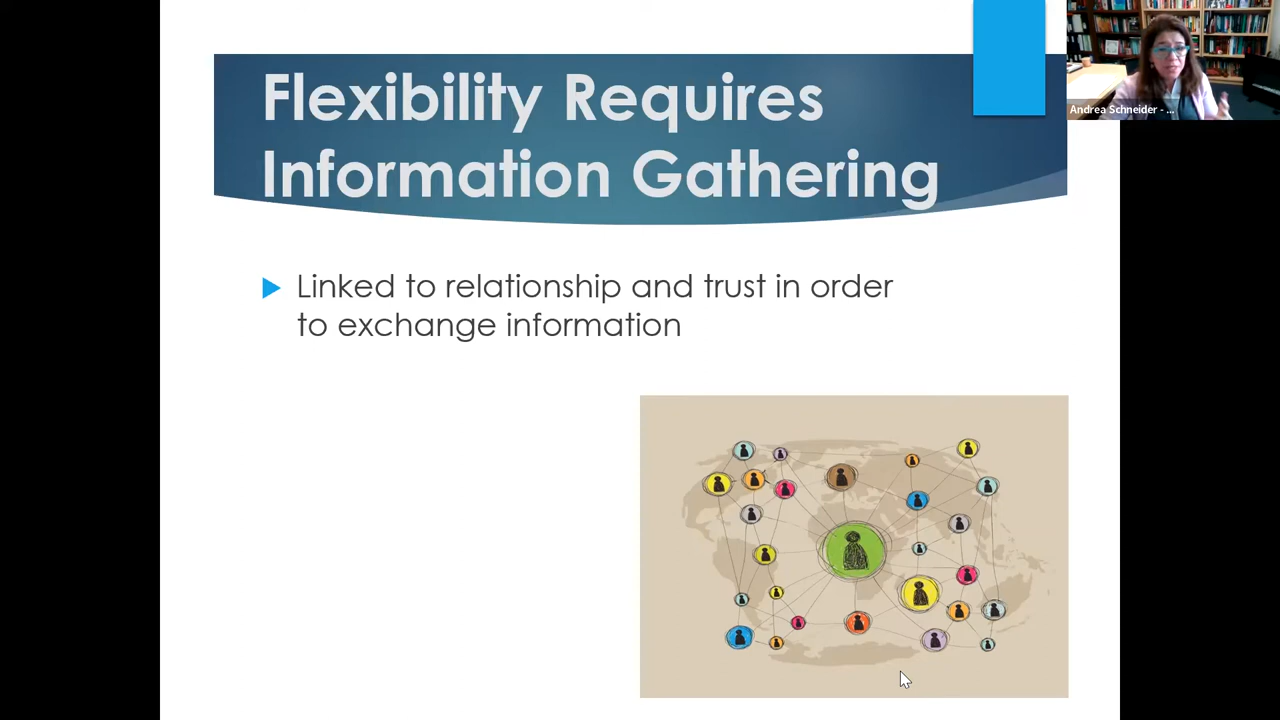 Flexibility Requires
Information Gathering
Linked to relationship and trust in order
to exchange information
Andrea Schneider - ...